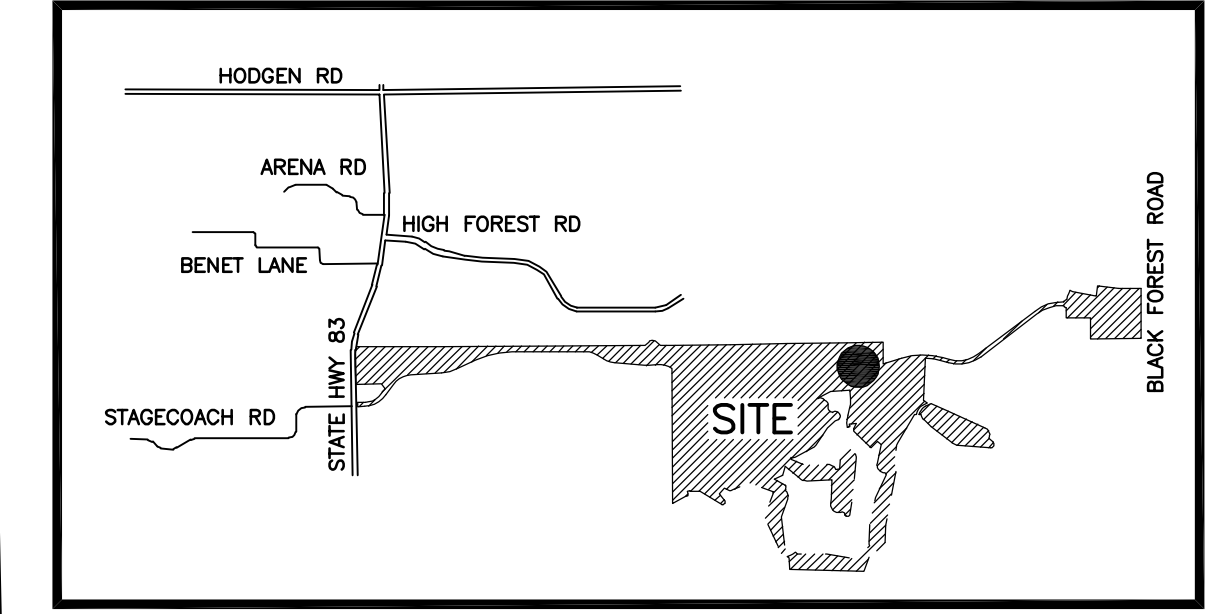 HODGEN RD
ARENA RD
HIGH FOREST RD
BENET LANE
STATE HWY 83
STAGECOACH RD
SITE
BLACK FOREST ROAD